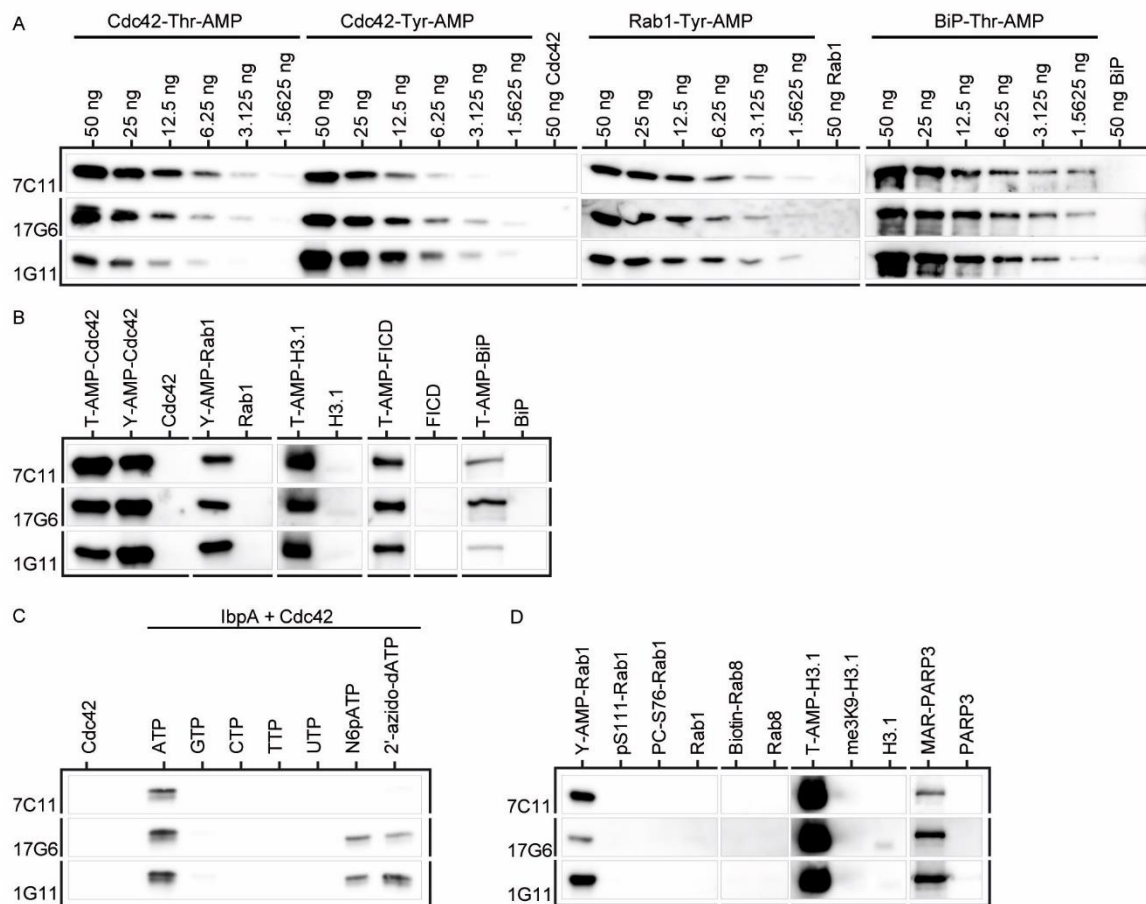 A
Cdc42-Thr-AMP Cdc42-Tyr-AMP Rab1-Tyr-AMP BiP-Thr-AMP
50 ng 25 ng 12.5 ng 6.25 ng 3.125 ng 1.5625 ng 50 ng 25 ng 12.5 ng 6.25 ng 3.125 ng 1.5625 ng 50 ng Cdc42 50 ng 25 ng 12.5 ng 6.25 ng 3.125 ng 1.5625 ng 50 ng Rab1 50 ng 25 ng 12.5 ng 6.25 ng 3.125 ng 1.5625 ng 50 ng BiP
7C11
17G6
1G11
B
T-AMP-Cdc42 Y-AMP-Cdc42 Cdc42 Y-AMP-Rab1 Rab1 T-AMP-H3.1 H3.1 T-AMP-FICD FICD T-AMP-BiP BiP
7C11
17G6
1G11
C
IbpA + Cdc42
Cdc42 ATP GTP CTP TTP UTP N6pATP 2'-azido-dATP
7C11
17G6
1G11
D
Y-AMP-Rab1 pS111-Rab1 PC-S76-Rab1 Rab1 Biotin-Rab8 Rab8 T-AMP-H3.1 me3K9-H3.1 H3.1 MAR-PARP3 PARP3
7C11
17G6
1G11